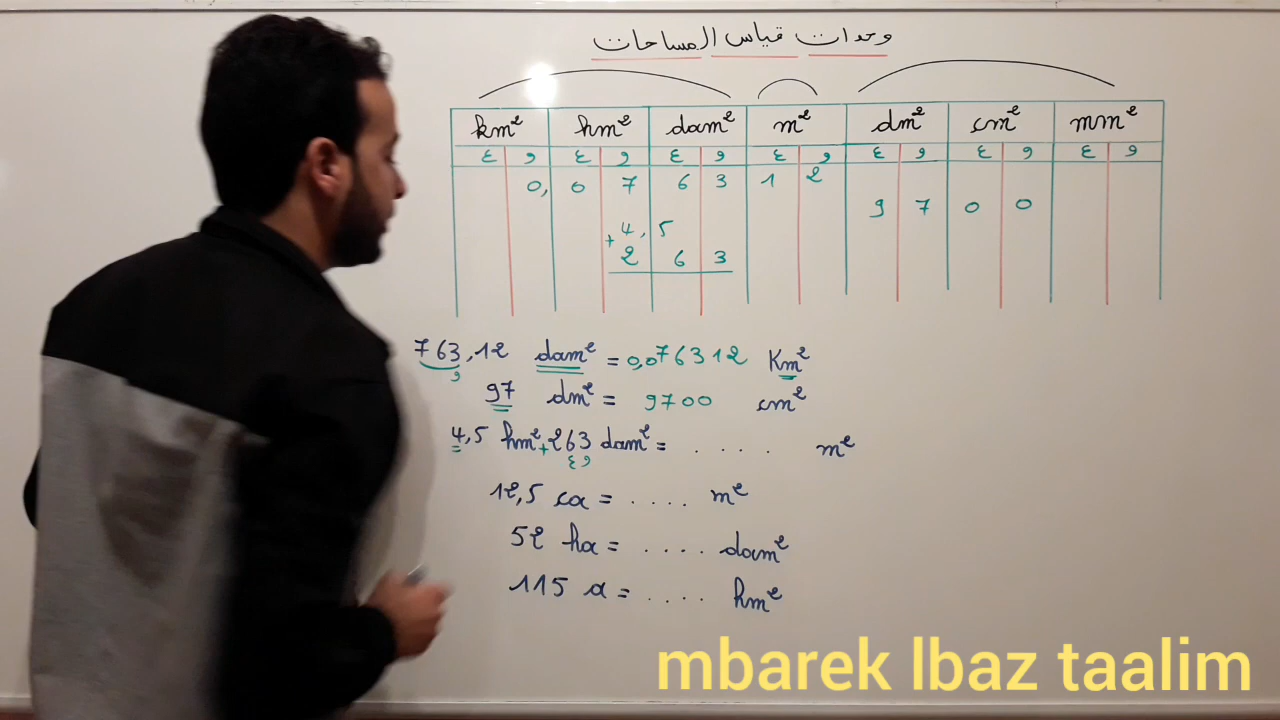 وحدات قياس المساحات
km² hm² dam² m² dm² cm² mm²
ع و ع و ع و ع و ع و ع و ع و
0, 0 7 6 3 1 2
9 7 0 0
4, 5
+ 2 6 3
763,12 dam² = 0,076312 Km²
و
97 dm² = 9700 cm²
4,5 hm² + 263 dam² = . . . . m²
ع و
12,5 ca = . . . . m²
52 ha = . . . . dam²
115 a = . . . . hm²
mbarek lbaz taalim